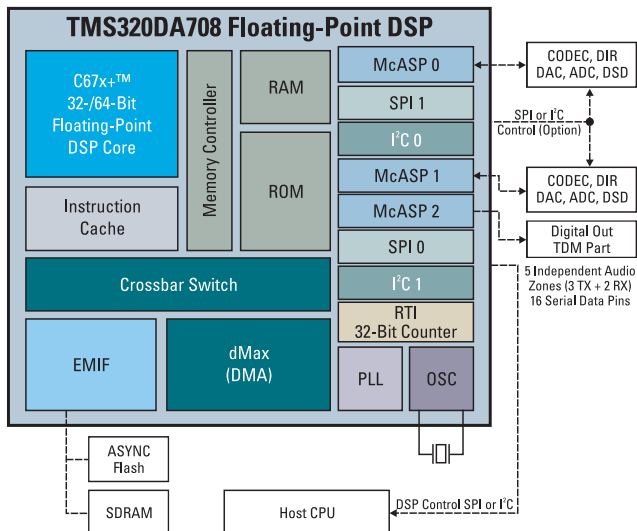 TMS320DA708 Floating-Point DSP
C67x+™
32-/64-Bit
Floating-Point
DSP Core
Instruction
Cache
Memory Controller
RAM
ROM
McASP 0
SPI 1
I²C 0
McASP 1
McASP 2
SPI 0
I²C 1
RTI
32-Bit Counter
Crossbar Switch
EMIF
dMax
(DMA)
PLL
OSC
CODEC, DIR
DAC, ADC, DSD
SPI or I²C
Control (Option)
CODEC, DIR
DAC, ADC, DSD
Digital Out
TDM Part
5 Independent Audio
Zones (3 TX + 2 RX)
16 Serial Data Pins
ASYNC
Flash
SDRAM
Host CPU
DSP Control SPI or I²C